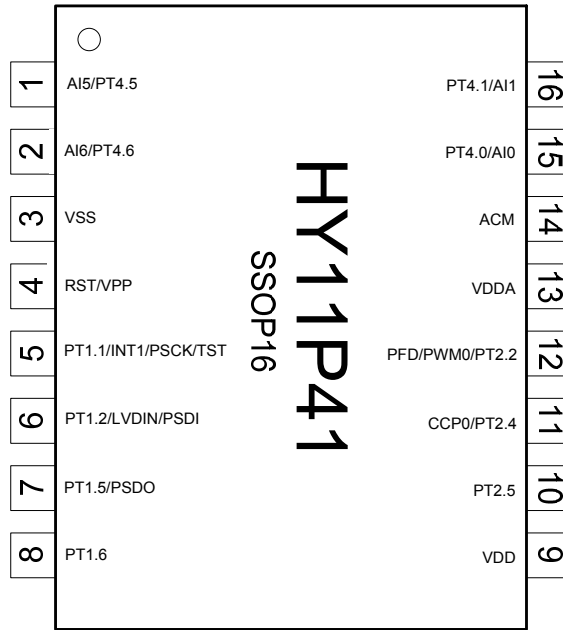 1 AI5/PT4.5
2 AI6/PT4.6
3 VSS
4 RST/VPP
5 PT1.1/INT1/PSCK/TST
6 PT1.2/LVDIN/PSDI
7 PT1.5/PSDO
8 PT1.6
HY11P41
SSOP16
PT4.1/AI1 16
PT4.0/AI0 15
ACM 14
VDDA 13
PFD/PWM0/PT2.2 12
CCP0/PT2.4 11
PT2.5 10
VDD 9